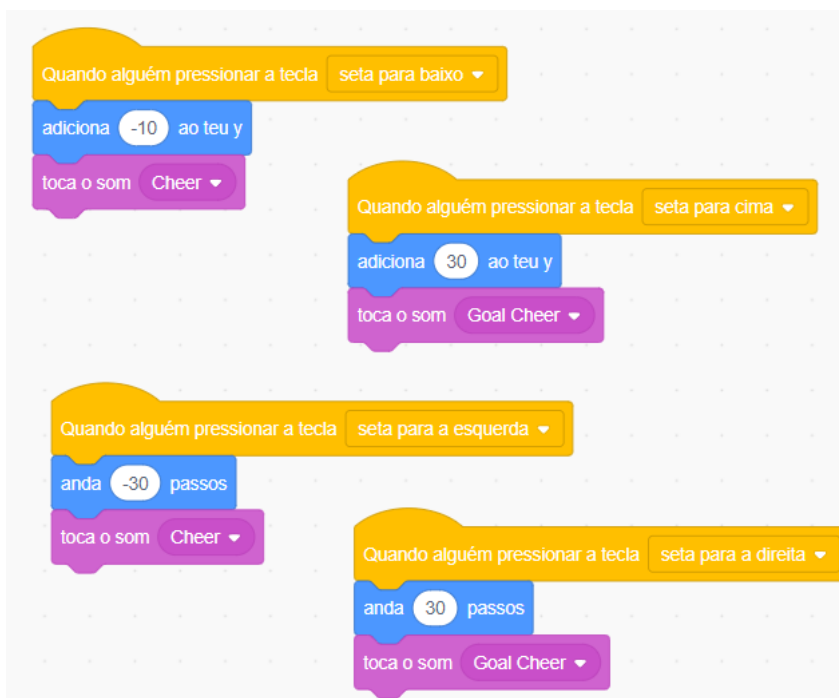 Quando alguém pressionar a tecla seta para baixo
adiciona -10 ao teu y
toca o som Cheer
Quando alguém pressionar a tecla seta para cima
adiciona 30 ao teu y
toca o som Goal Cheer
Quando alguém pressionar a tecla seta para a esquerda
anda -30 passos
toca o som Cheer
Quando alguém pressionar a tecla seta para a direita
anda 30 passos
toca o som Goal Cheer